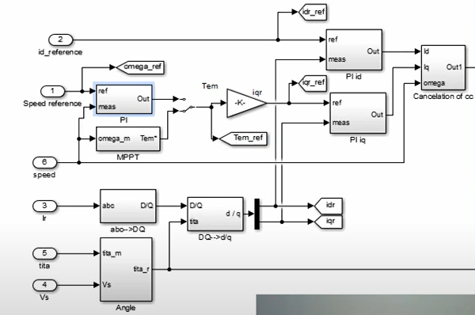 idr_ref
2
id_reference
ref
meas
Out
PI id
omega_ref
1
Speed reference
ref
meas
Out
PI
Tem
-K-
iqr
iqr_ref
ref
meas
Out
PI iq
Id
Iq
omega
Out1
Cancelation of cc
omega_m
Tem*
MPPT
Tem_ref
6
speed
3
Ir
abc
D/Q
abc-->DQ
D/Q
tita
d / q
DQ-->d/q
idr
iqr
5
tita
4
Vs
tita_m
Vs
tita_r
Angle